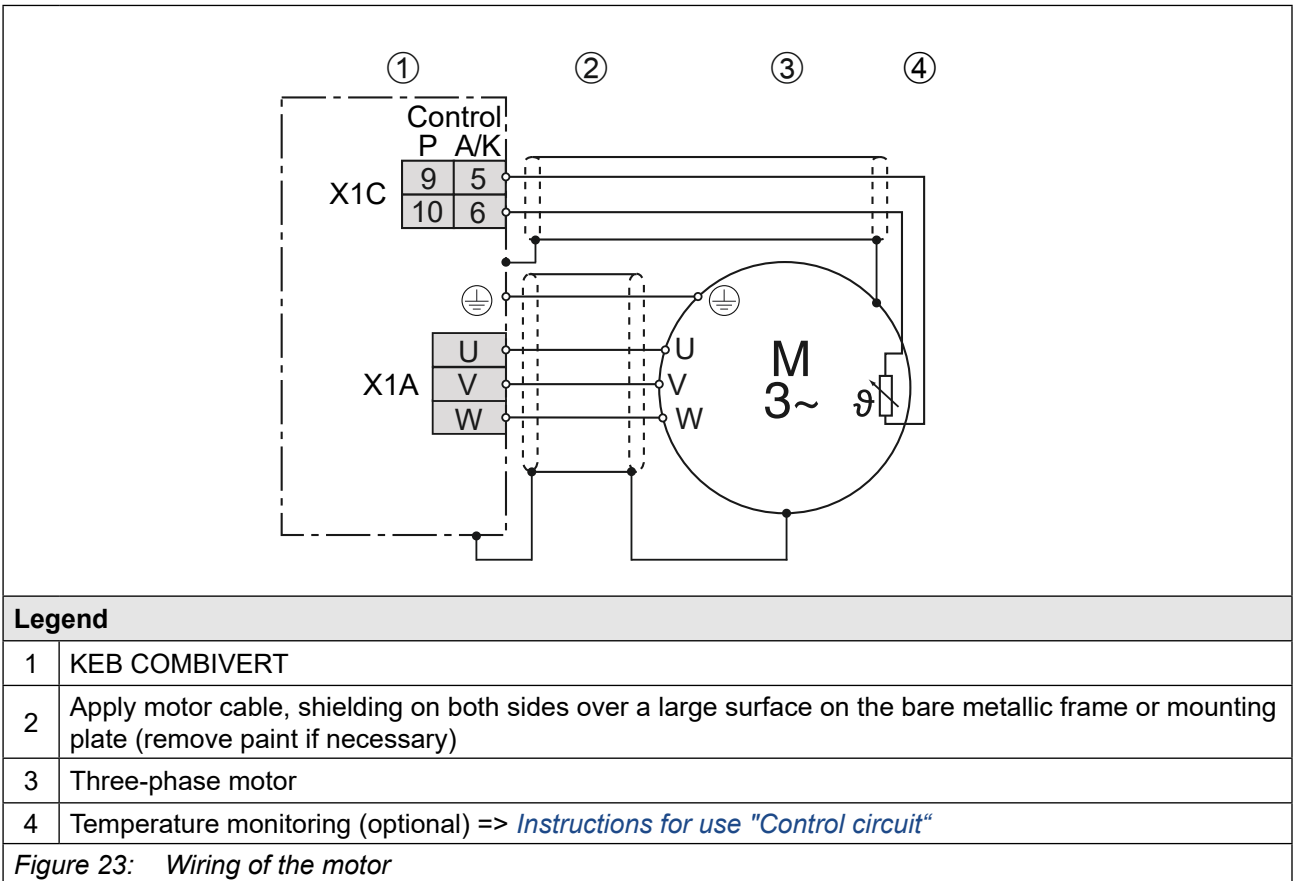 ① ② ③ ④
Control
P A/K
X1C
9 5
10 6
X1A
U
V
W
U
V
W
M
3~
ϑ
Legend
1 KEB COMBIVERT
2 Apply motor cable, shielding on both sides over a large surface on the bare metallic frame or mounting
plate (remove paint if necessary)
3 Three-phase motor
4 Temperature monitoring (optional) => Instructions for use "Control circuit“
Figure 23: Wiring of the motor